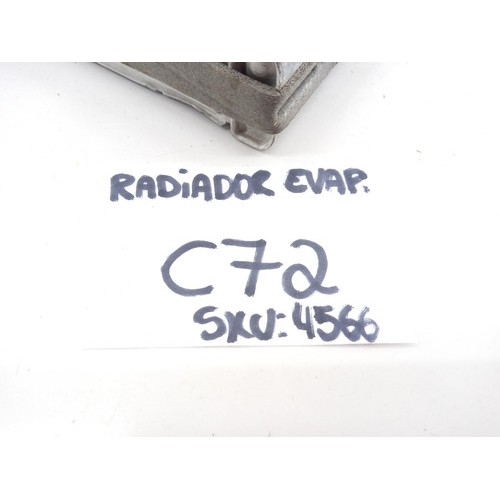 RADiADOR EVAP.
C72
SKU: 4566